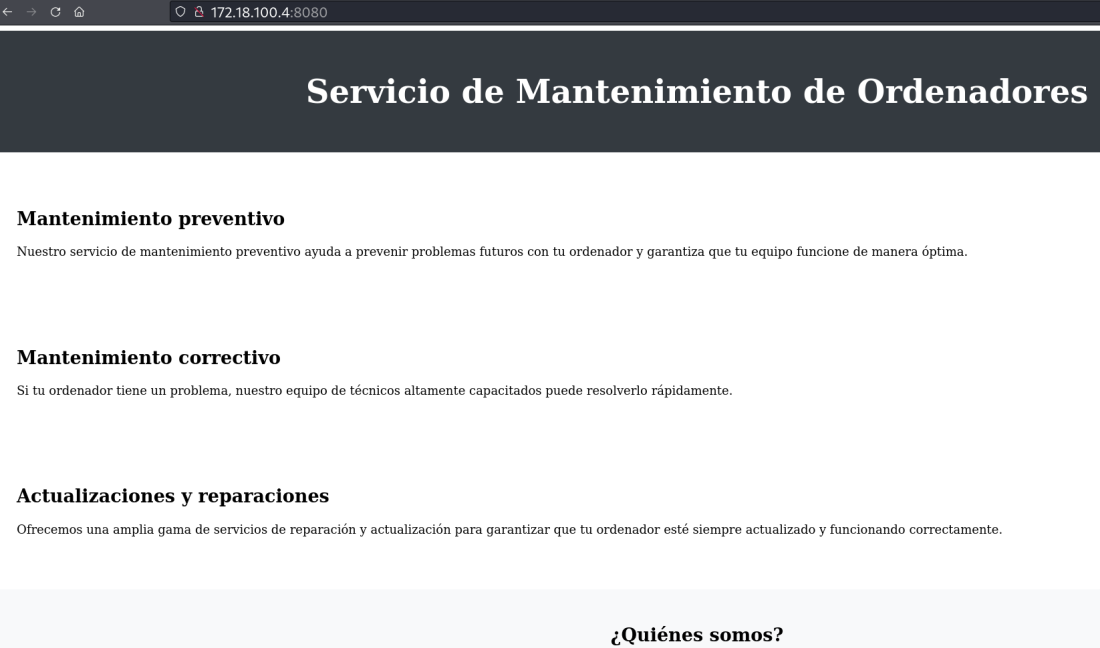 172.18.100.4:8080
Servicio de Mantenimiento de Ordenadores
Mantenimiento preventivo
Nuestro servicio de mantenimiento preventivo ayuda a prevenir problemas futuros con tu ordenador y garantiza que tu equipo funcione de manera óptima.
Mantenimiento correctivo
Si tu ordenador tiene un problema, nuestro equipo de técnicos altamente capacitados puede resolverlo rápidamente.
Actualizaciones y reparaciones
Ofrecemos una amplia gama de servicios de reparación y actualización para garantizar que tu ordenador esté siempre actualizado y funcionando correctamente.
¿Quiénes somos?